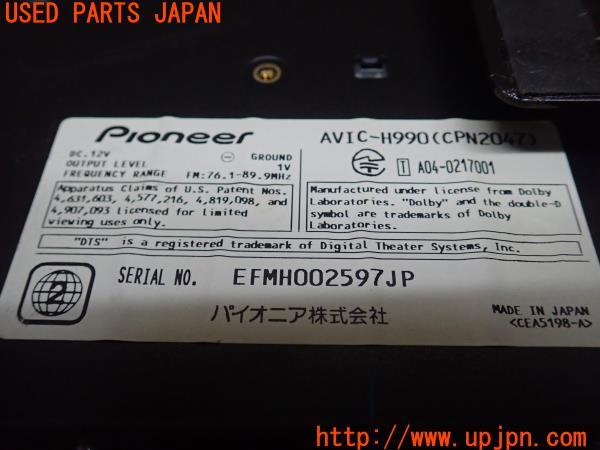 USED PARTS JAPAN
Pioneer
AVIC-H990(CPN2047)
DC.12V ⊖ GROUND
OUTPUT LEVEL 1V
FREQUENCY RANGE FM:76.1-89.9MHz
T A04-0217001
Apparatus Claims of U.S. Patent Nos.
4,631,603, 4,577,216, 4,819,098, and
4,907,093 licensed for limited
viewing uses only.
Manufactured under license from Dolby
Laboratories. "Dolby" and the double-D
symbol are trademarks of Dolby
Laboratories.
"DTS" is a registered trademark of Digital Theater Systems, Inc.
2
SERIAL NO. EFMH002597JP
パイオニア株式会社
MADE IN JAPAN
<CEA5198-A>
UPJ
http://www.upjpn.com